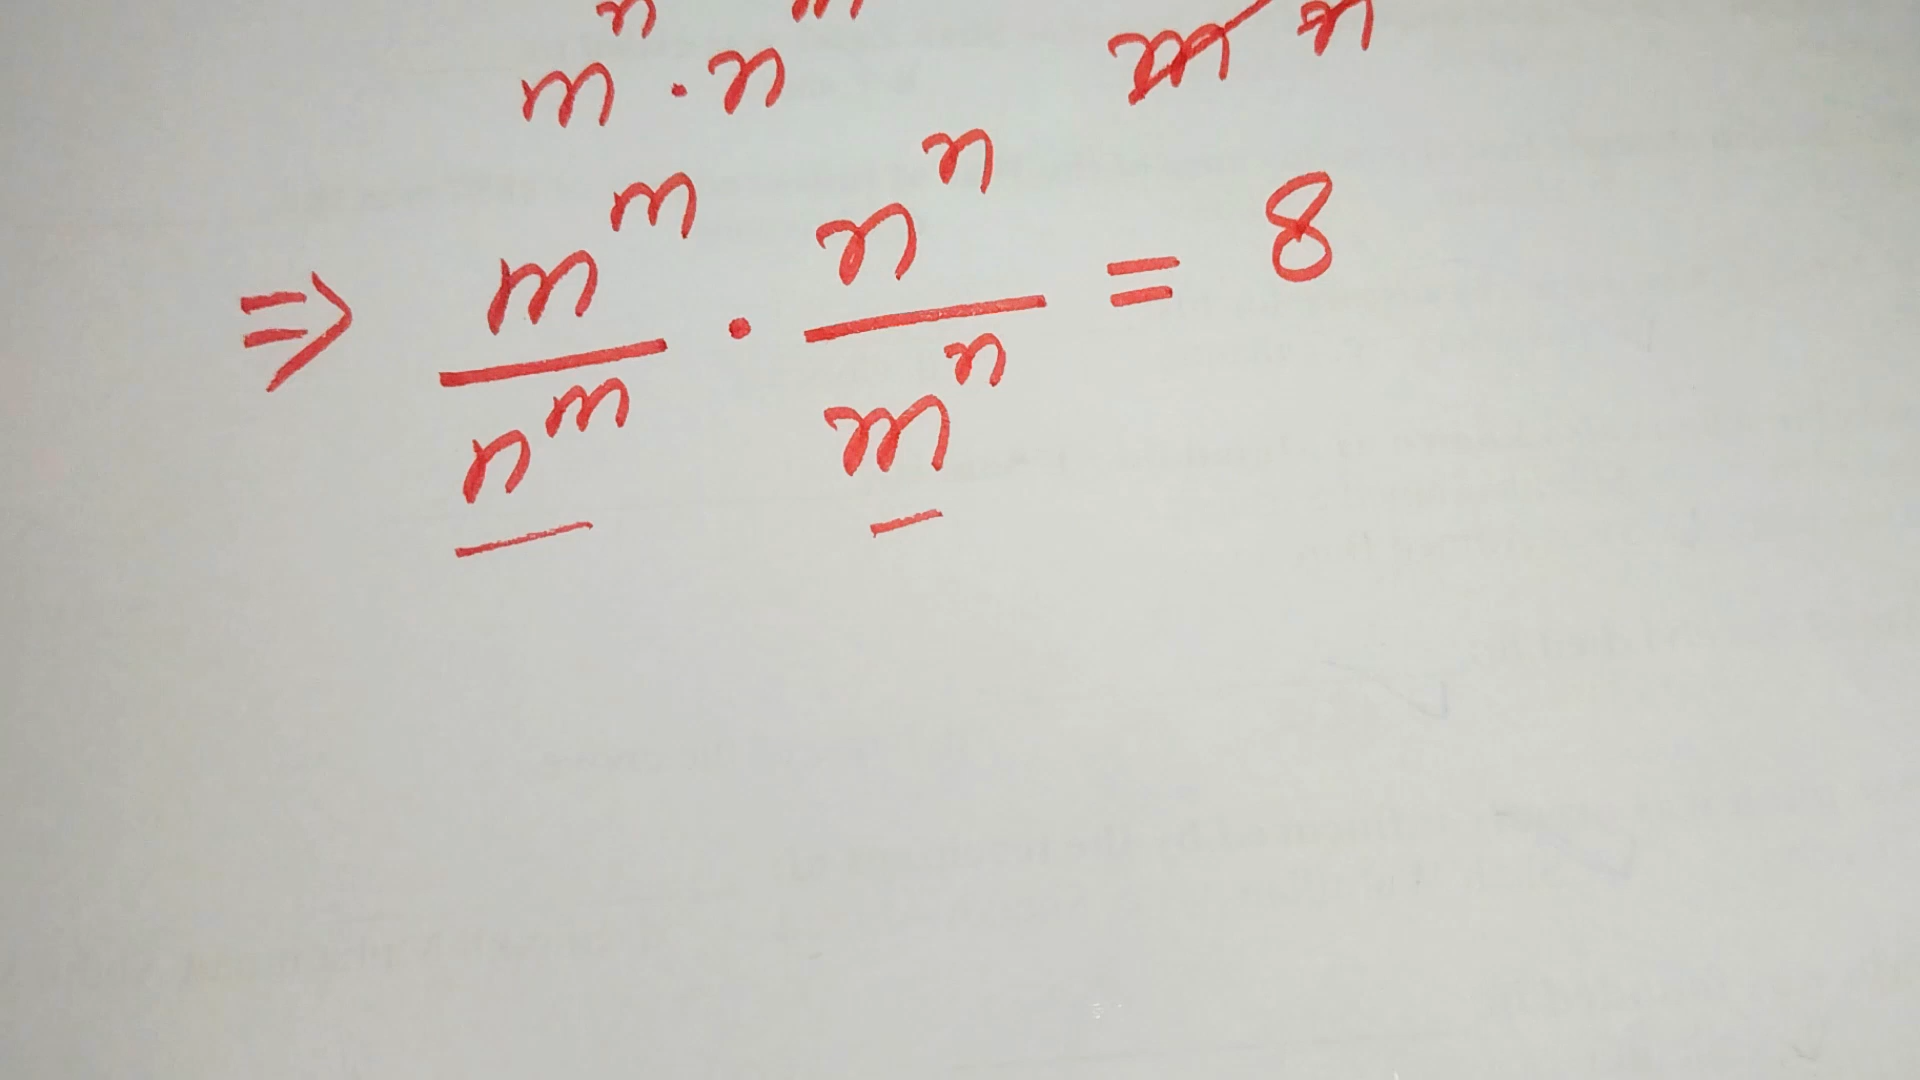 m^n · n^m m^n
⇒ m^m/n^m · n^n/m^n = 8